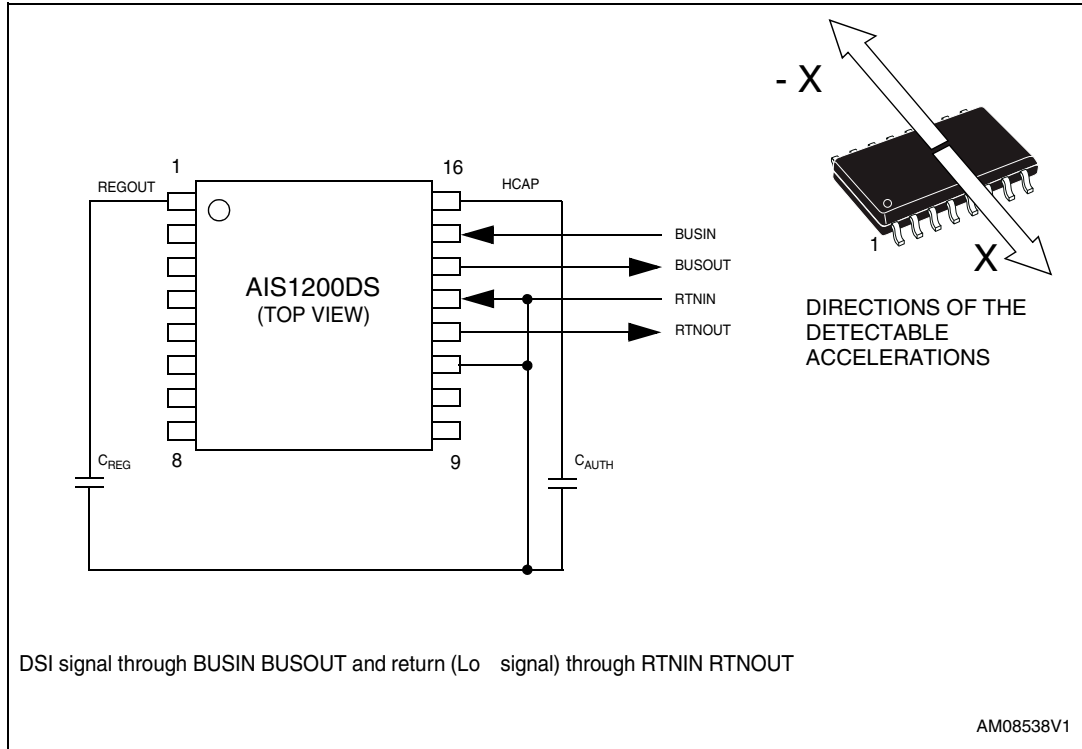 - X
1
16
REGOUT
HCAP
BUSIN
BUSOUT
RTNIN
RTNOUT
AIS1200DS
(TOP VIEW)
1
X
DIRECTIONS OF THE
DETECTABLE
ACCELERATIONS
CREG
8
9
CAUTH
DSI signal through BUSIN BUSOUT and return (Lo signal) through RTNIN RTNOUT
AM08538V1